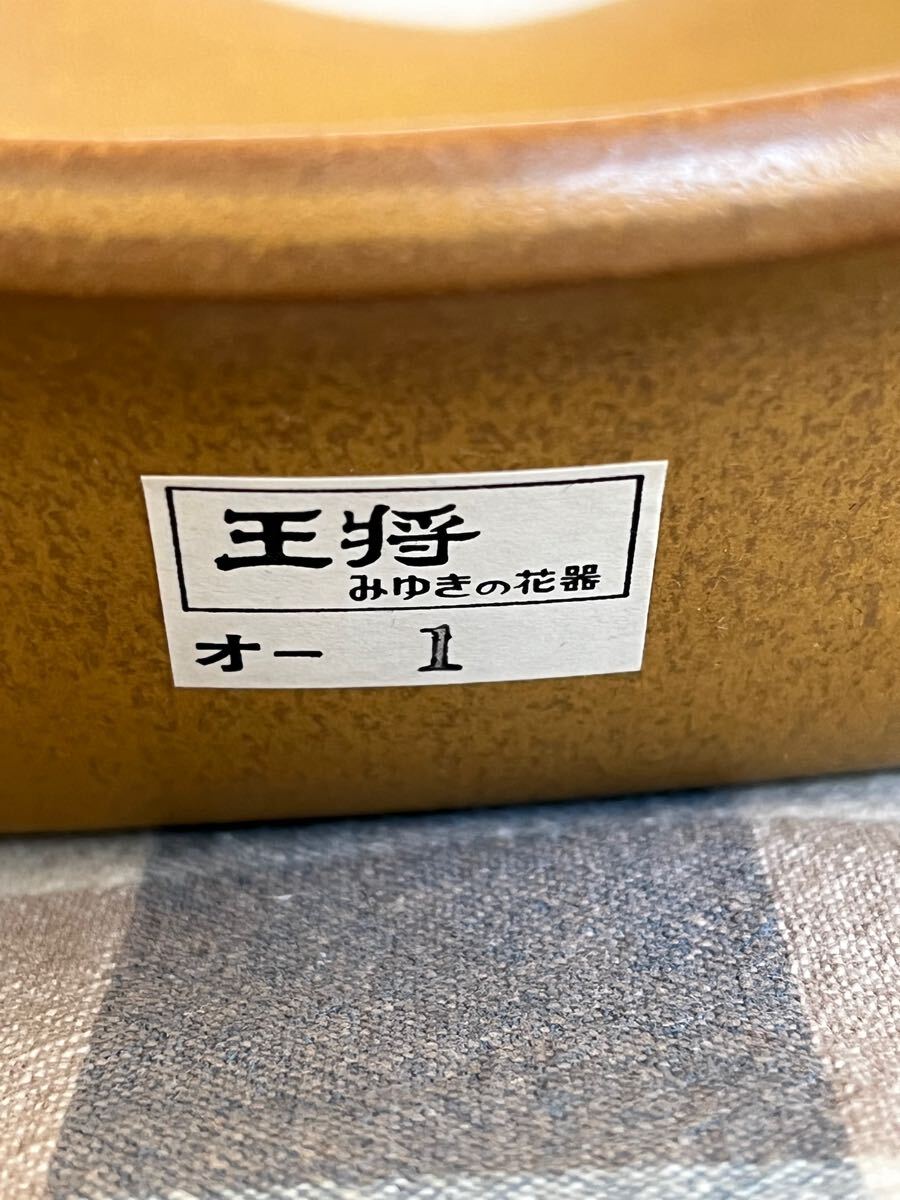 王将
みゆきの花器
オー 1